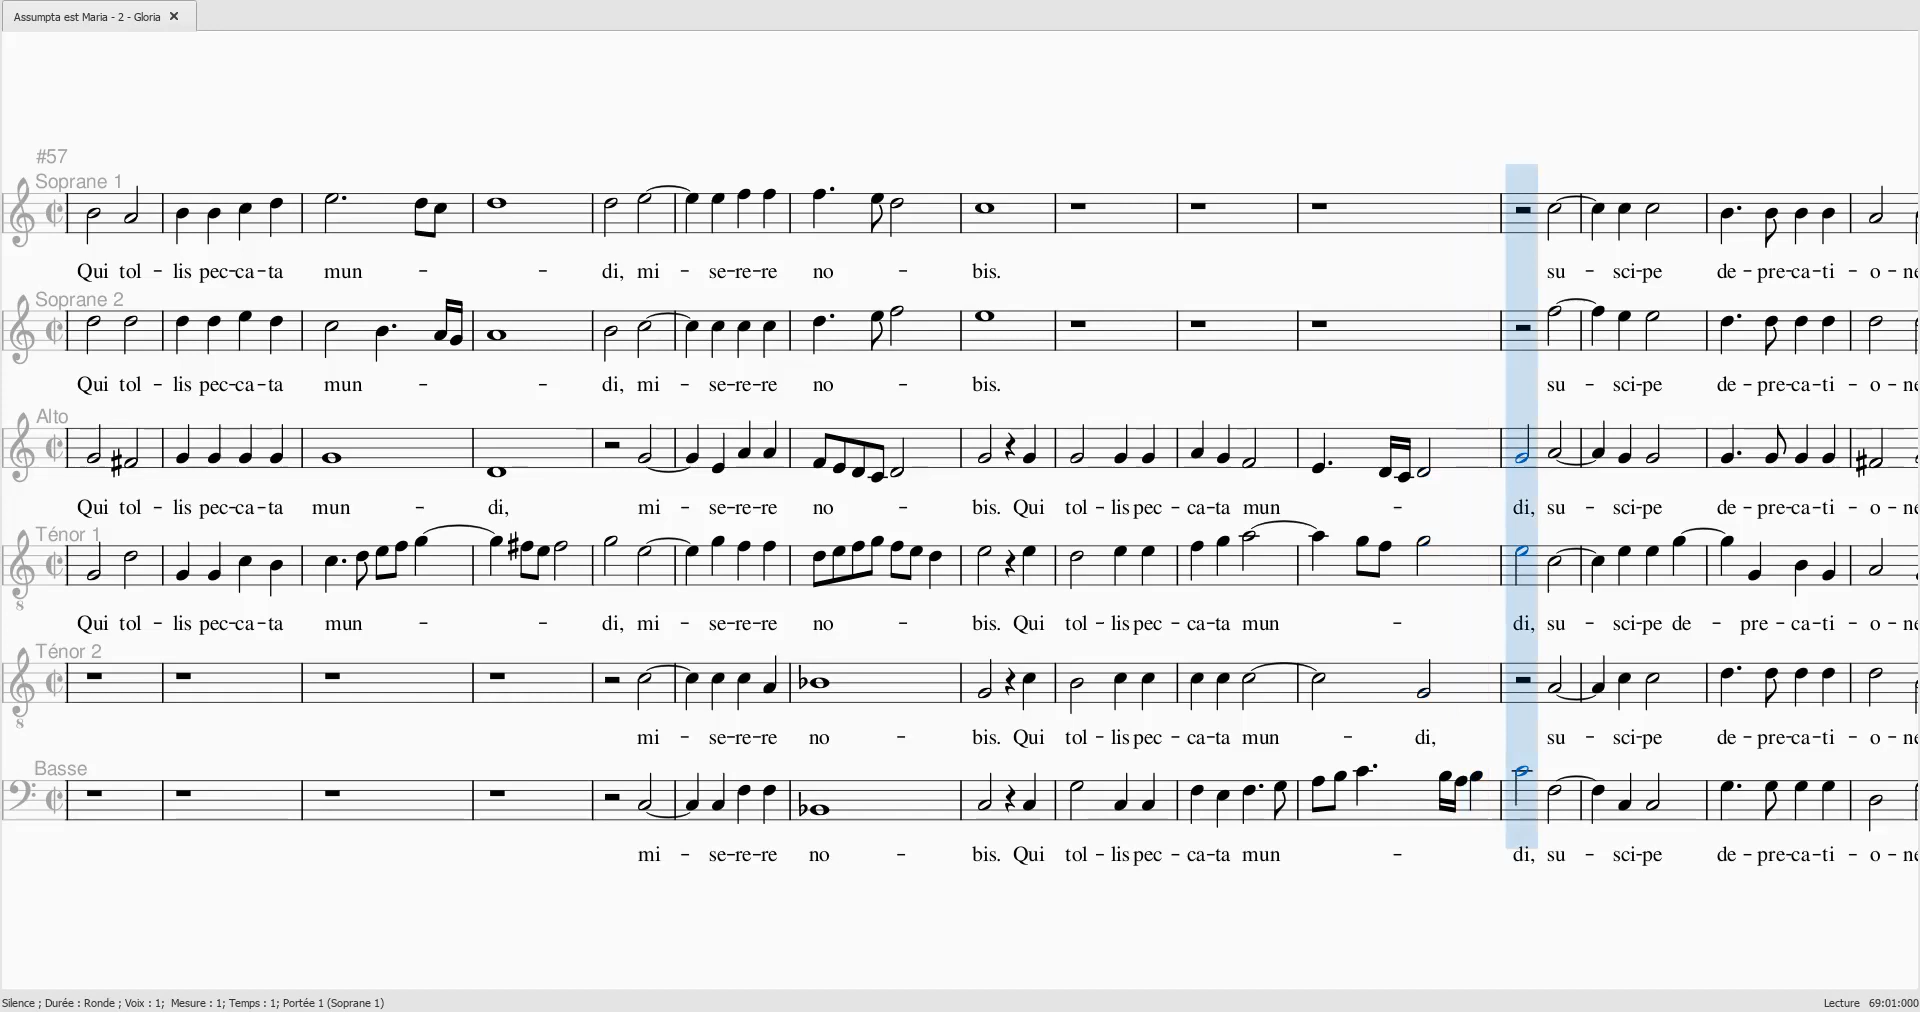 Assumpta est Maria - 2 - Gloria ✕
#57
Soprane 1
Qui tol - lis pec-ca-ta mun - - di, mi - se-re-re no - bis. su - sci-pe de-pre-ca-ti-o-ne
Soprane 2
Qui tol - lis pec-ca-ta mun - - di, mi - se-re-re no - bis. su - sci-pe de-pre-ca-ti-o-ne
Alto
Qui tol - lis pec-ca-ta mun - di, mi - se-re-re no - bis. Qui tol - lis pec - ca-ta mun - di, su - sci-pe de-pre-ca-ti-o-ne
Ténor 1
8
Qui tol - lis pec-ca-ta mun - - di, mi - se-re-re no - bis. Qui tol - lis pec - ca-ta mun - di, su - sci-pe de - pre-ca-ti-o-ne
Ténor 2
8
mi - se-re-re no - bis. Qui tol - lis pec - ca-ta mun - di, su - sci-pe de-pre-ca-ti-o-ne
Basse
mi - se-re-re no - bis. Qui tol - lis pec - ca-ta mun - di, su - sci-pe de-pre-ca-ti-o-ne
Silence ; Durée : Ronde ; Voix : 1; Mesure : 1; Temps : 1; Portée 1 (Soprane 1) Lecture 69:01:000